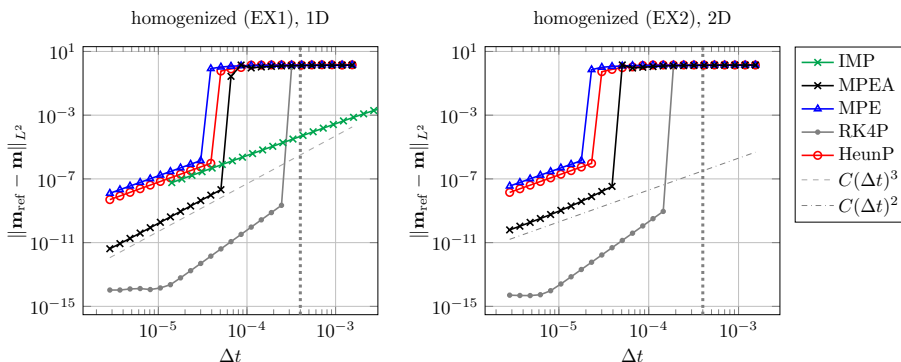 homogenized (EX1), 1D
‖m_ref − m‖_{L²}
10^1
10^{−3}
10^{−7}
10^{−11}
10^{−15}
10^{−5}
10^{−4}
10^{−3}
Δt
homogenized (EX2), 2D
‖m_ref − m‖_{L²}
10^1
10^{−3}
10^{−7}
10^{−11}
10^{−15}
10^{−5}
10^{−4}
10^{−3}
Δt
IMP
MPEA
MPE
RK4P
HeunP
C(Δt)^3
C(Δt)^2